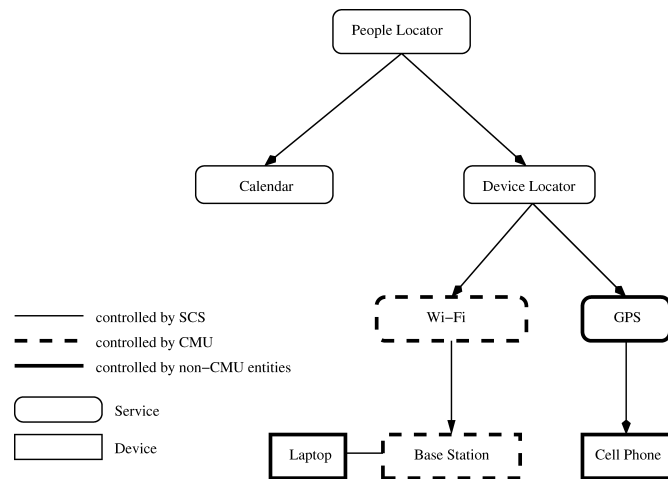 People Locator
Calendar
Device Locator
controlled by SCS
controlled by CMU
controlled by non-CMU entities
Wi-Fi
GPS
Service
Device
Laptop
Base Station
Cell Phone